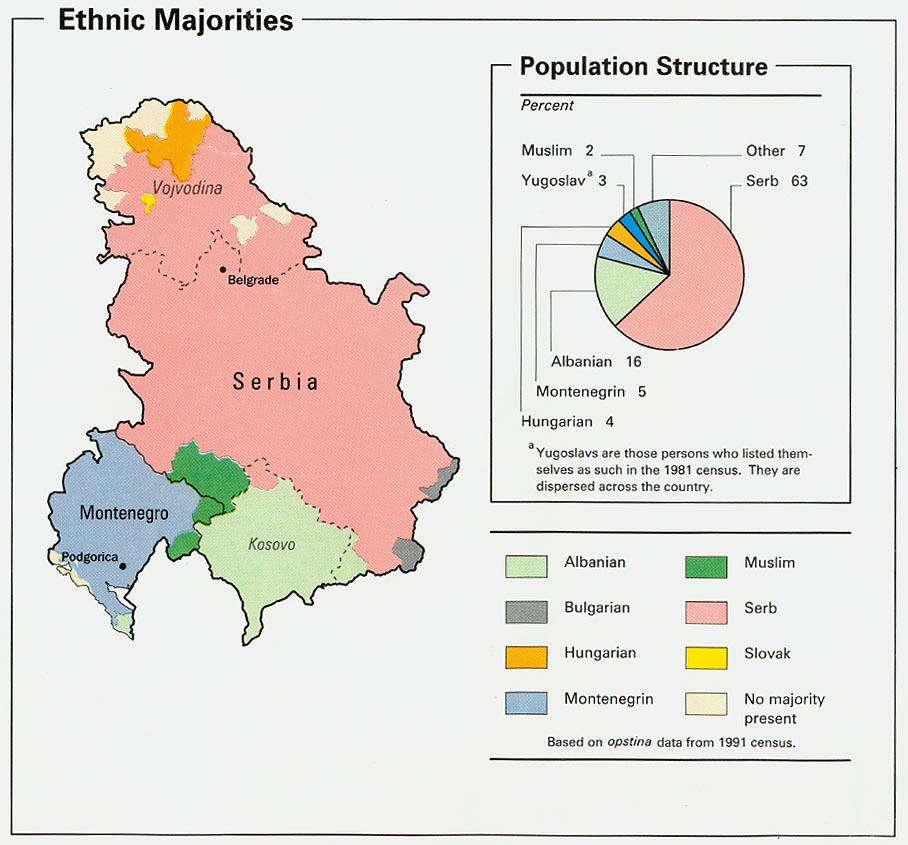 Ethnic Majorities
Population Structure
Percent
Muslim 2
Other 7
Yugoslav a 3
Serb 63
Albanian 16
Montenegrin 5
Hungarian 4
a Yugoslavs are those persons who listed them-
selves as such in the 1981 census. They are
dispersed across the country.
Vojvodina
Belgrade
Serbia
Montenegro
Podgorica
Kosovo
Albanian
Muslim
Bulgarian
Serb
Hungarian
Slovak
Montenegrin
No majority
present
Based on opstina data from 1991 census.